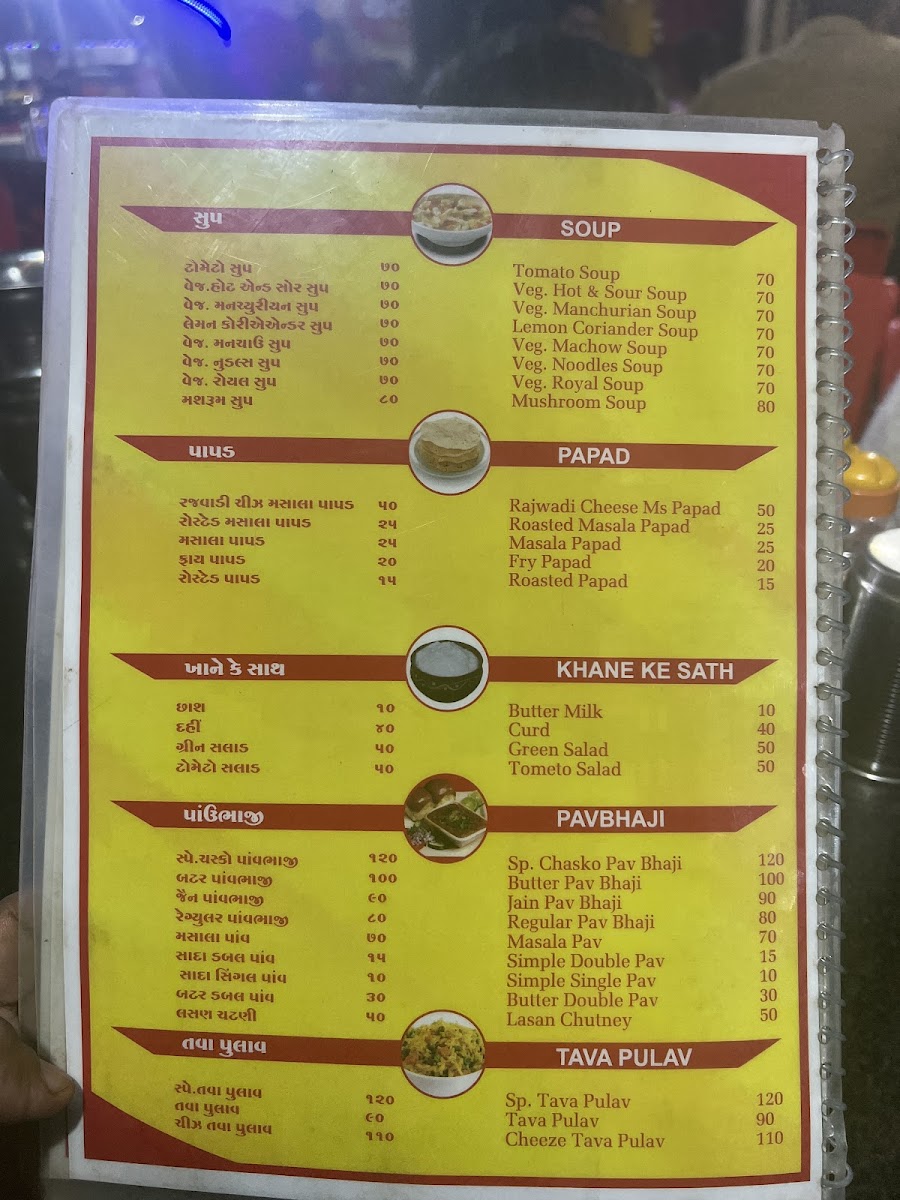 સુપ SOUP
ટોમેટો સુપ ૭૦ Tomato Soup 70
વેજ.હોટ એન્ડ સોર સુપ ૭૦ Veg. Hot & Sour Soup 70
વેજ. મનચ્યુરીયન સુપ ૭૦ Veg. Manchurian Soup 70
લેમન કોરીએએન્ડર સુપ ૭૦ Lemon Coriander Soup 70
વેજ. મનચાઉ સુપ ૭૦ Veg. Machow Soup 70
વેજ. નુડલ્સ સુપ ૭૦ Veg. Noodles Soup 70
વેજ. રોયલ સુપ ૭૦ Veg. Royal Soup 70
મશરૂમ સુપ ૮૦ Mushroom Soup 80
પાપડ PAPAD
રજવાડી ચીઝ મસાલા પાપડ ૫૦ Rajwadi Cheese Ms Papad 50
રોસ્ટેડ મસાલા પાપડ ૨૫ Roasted Masala Papad 25
મસાલા પાપડ ૨૫ Masala Papad 25
ફ્રાય પાપડ ૨૦ Fry Papad 20
રોસ્ટેડ પાપડ ૧૫ Roasted Papad 15
ખાને કે સાથ KHANE KE SATH
છાશ ૧૦ Butter Milk 10
દહીં ૪૦ Curd 40
ગ્રીન સલાડ ૫૦ Green Salad 50
ટોમેટો સલાડ ૫૦ Tometo Salad 50
પાંઉભાજી PAVBHAJI
સ્પે.ચસ્કો પાંવભાજી ૧૨૦ Sp. Chasko Pav Bhaji 120
બટર પાંવભાજી ૧૦૦ Butter Pav Bhaji 100
જૈન પાંવભાજી ૯૦ Jain Pav Bhaji 90
રેગ્યુલર પાંવભાજી ૮૦ Regular Pav Bhaji 80
મસાલા પાંવ ૭૦ Masala Pav 70
સાદા ડબલ પાંવ ૧૫ Simple Double Pav 15
સાદા સિંગલ પાંવ ૧૦ Simple Single Pav 10
બટર ડબલ પાંવ ૩૦ Butter Double Pav 30
લસણ ચટણી ૫૦ Lasan Chutney 50
તવા પુલાવ TAVA PULAV
સ્પે.તવા પુલાવ ૧૨૦ Sp. Tava Pulav 120
તવા પુલાવ ૯૦ Tava Pulav 90
ચીઝ તવા પુલાવ ૧૧૦ Cheeze Tava Pulav 110